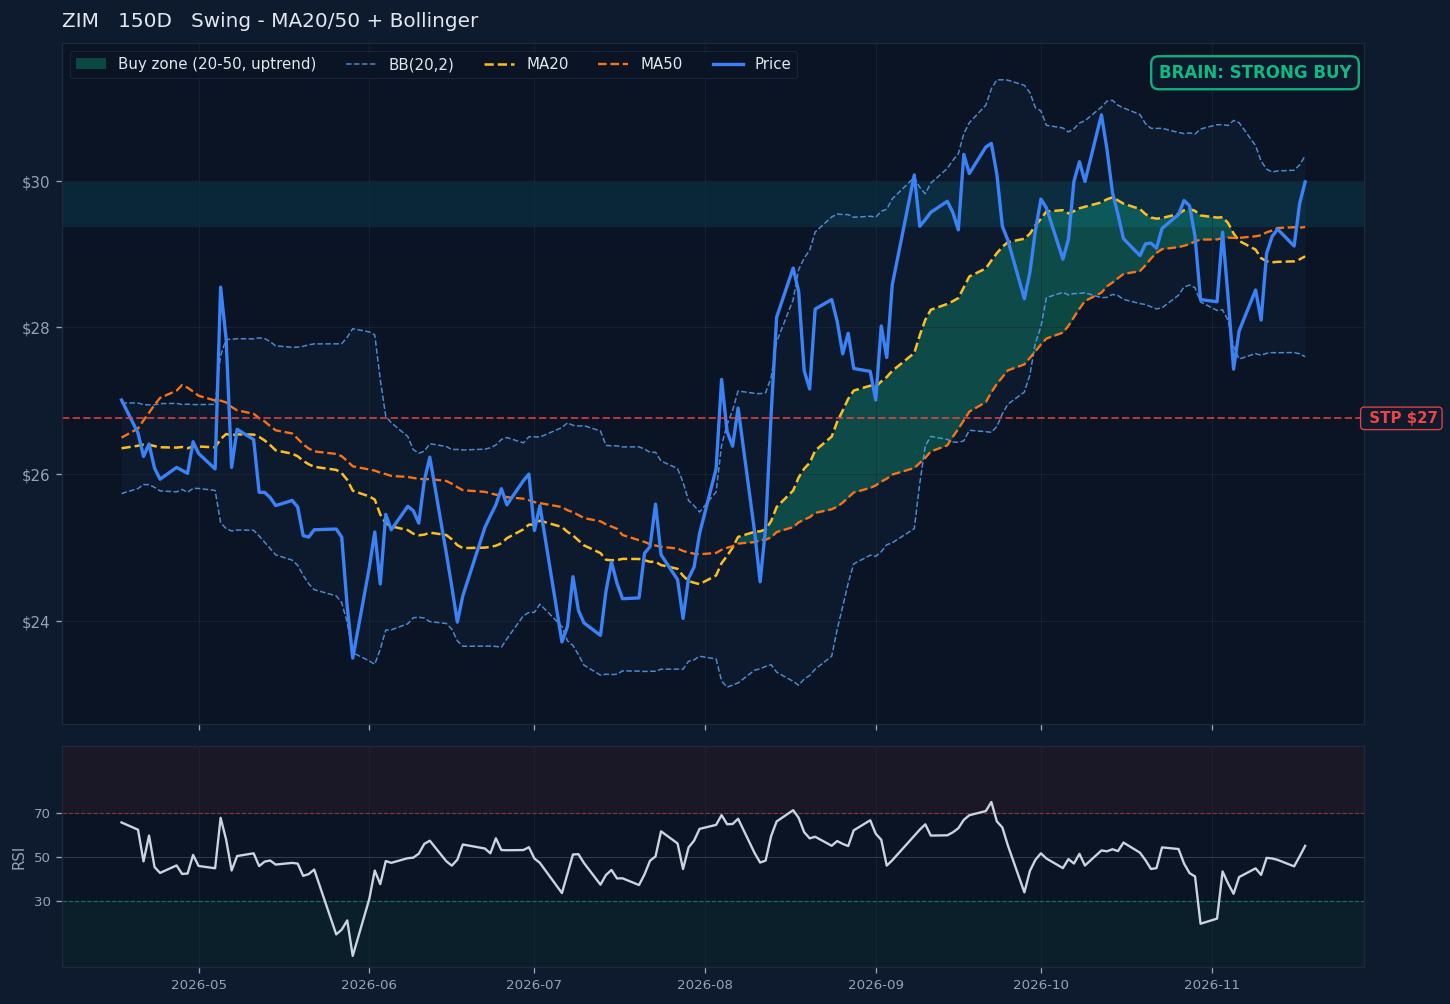 ZIM   150D   Swing - MA20/50 + Bollinger
Buy zone (20-50, uptrend)   BB(20,2)   MA20   MA50   Price
BRAIN: STRONG BUY
$30
$28
STP $27
$26
$24
RSI
70
50
30
2026-05   2026-06   2026-07   2026-08   2026-09   2026-10   2026-11